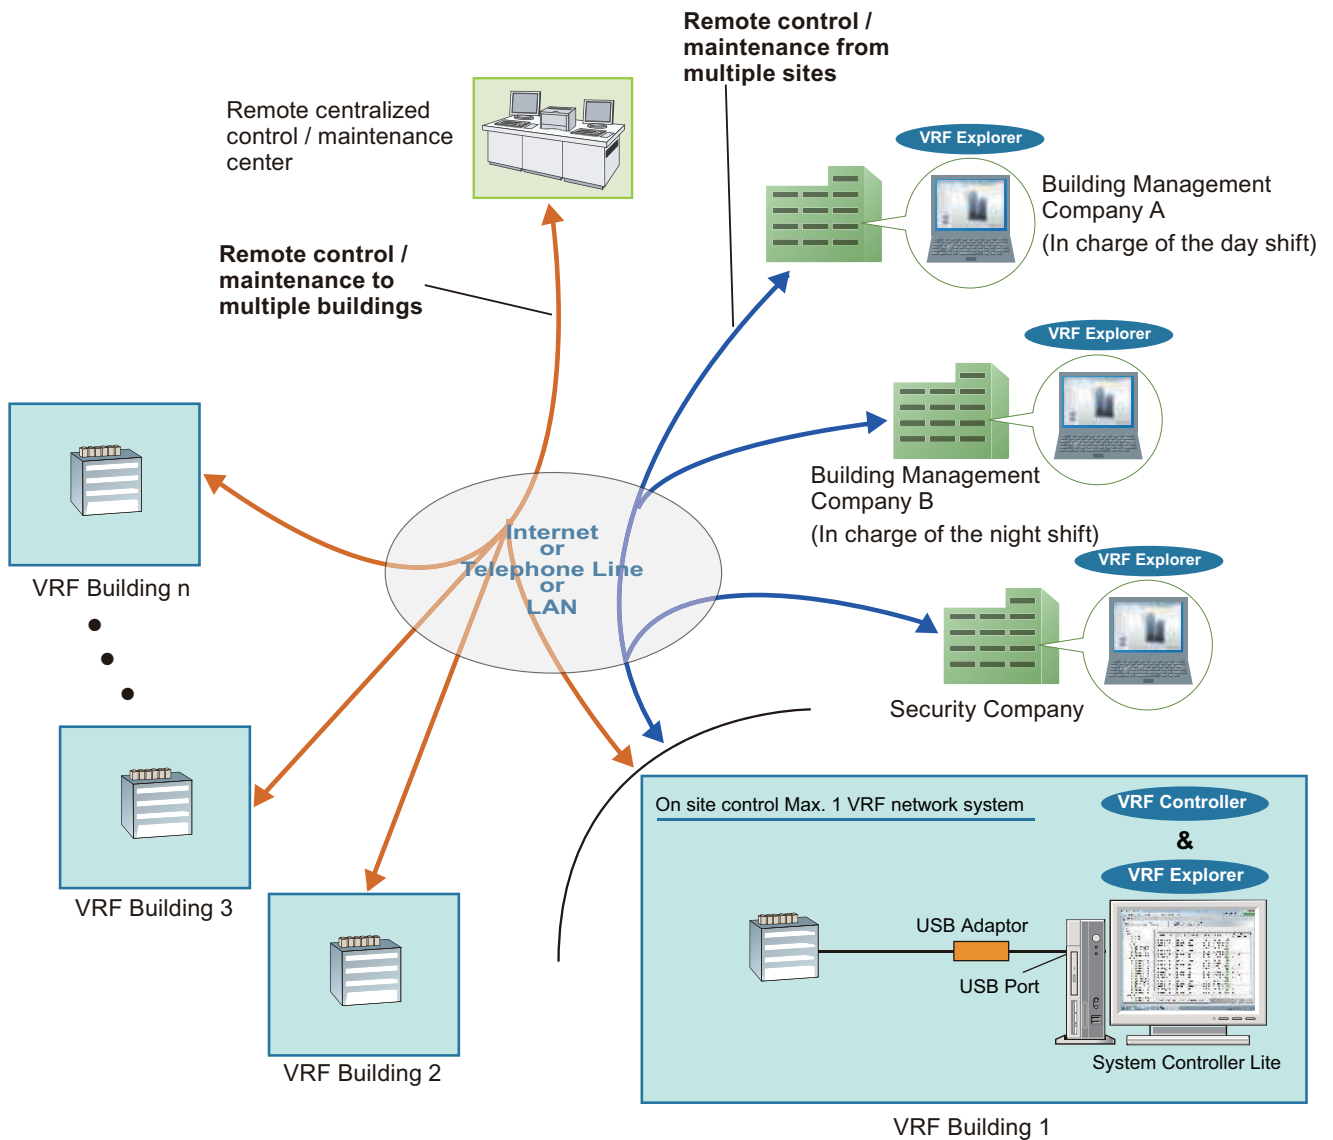 Remote control /
maintenance from
multiple sites
Remote centralized
control / maintenance
center
VRF Explorer
Building Management
Company A
(In charge of the day shift)
Remote control /
maintenance to
multiple buildings
VRF Explorer
Building Management
Company B
(In charge of the night shift)
Internet
or
Telephone Line
or
LAN
VRF Explorer
Security Company
VRF Building n
VRF Building 3
VRF Building 2
On site control Max. 1 VRF network system
VRF Controller
&
VRF Explorer
USB Adaptor
USB Port
System Controller Lite
VRF Building 1